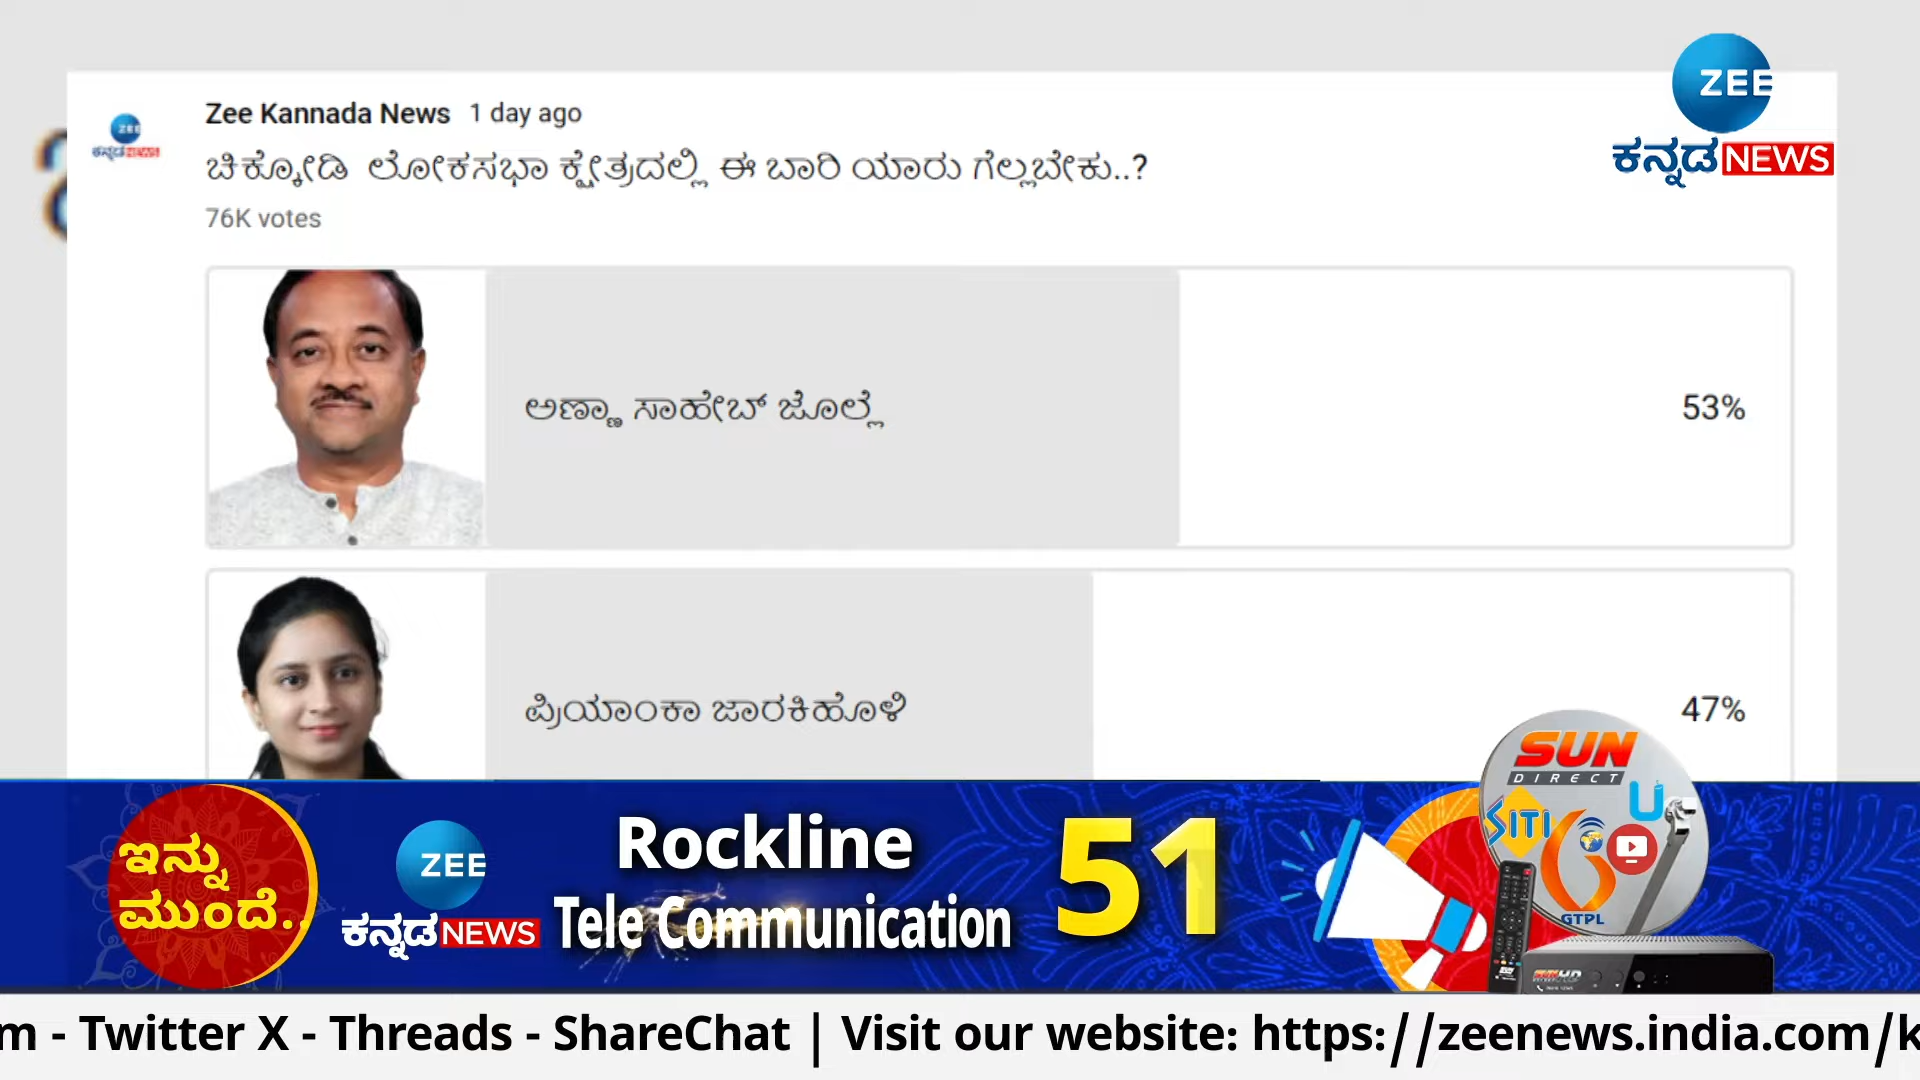 Zee Kannada News 1 day ago
ಚಿಕ್ಕೋಡಿ ಲೋಕಸಭಾ ಕ್ಷೇತ್ರದಲ್ಲಿ ಈ ಬಾರಿ ಯಾರು ಗೆಲ್ಲಬೇಕು..?
76K votes
ZEE
ಕನ್ನಡ NEWS
ಅಣ್ಣಾ ಸಾಹೇಬ್ ಜೊಲ್ಲೆ
53%
ಪ್ರಿಯಾಂಕಾ ಜಾರಕಿಹೊಳಿ
47%
ಇನ್ನು
ಮುಂದೆ..
ZEE
ಕನ್ನಡ NEWS
Rockline
Tele Communication
51
SUN
DIRECT
SITI
U
GTPL
m - Twitter X - Threads - ShareChat | Visit our website: https://zeenews.india.com/k